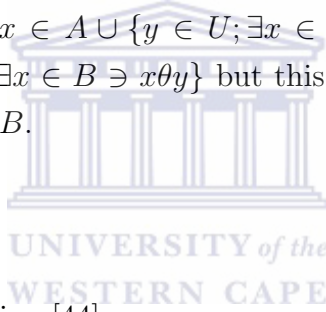 x ∈ A ∪ {y ∈ U; ∃x ∈
∃x ∈ B ∋ xθy} but this
B.
UNIVERSITY of the
WESTERN CAPE
[44]